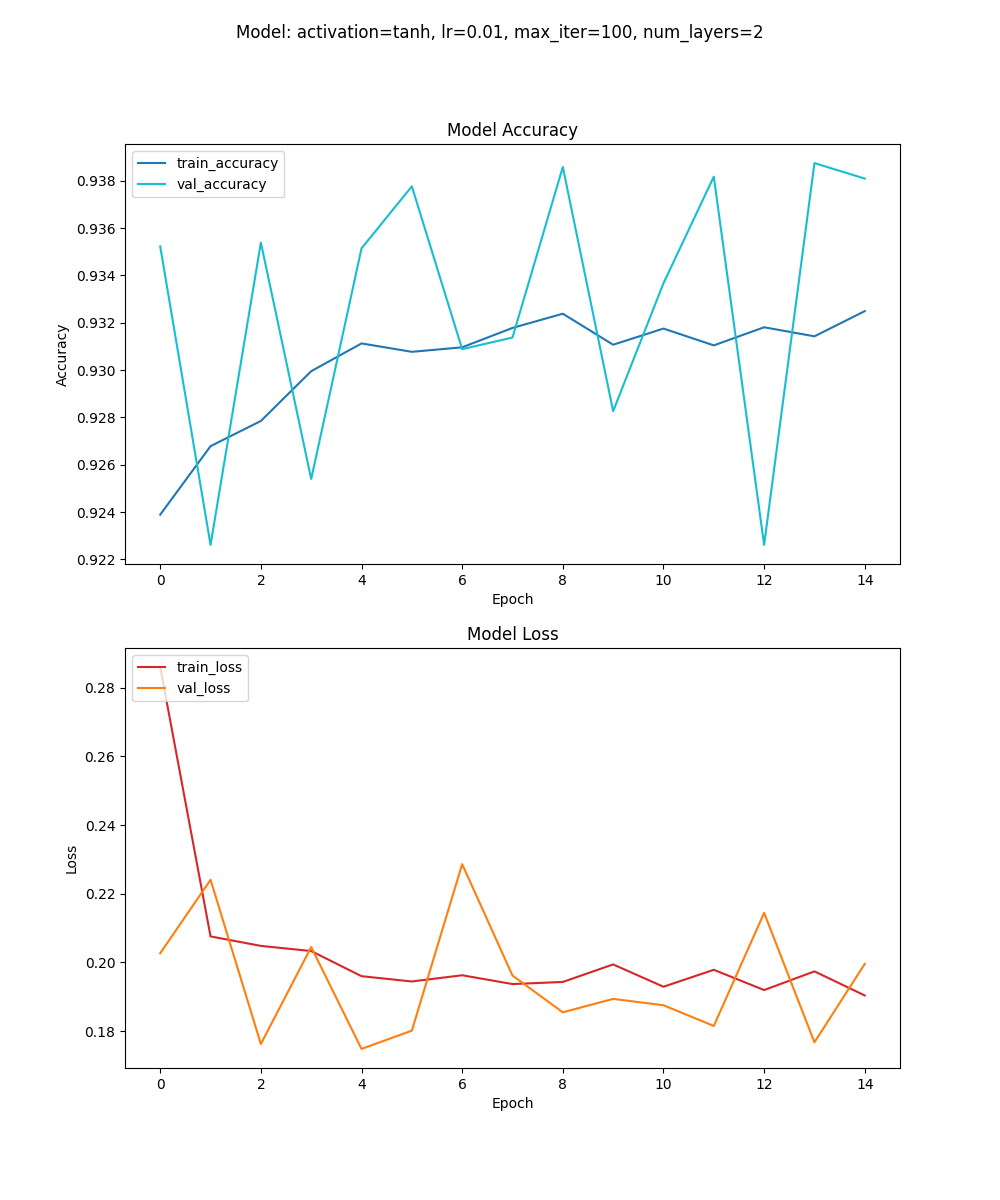 Model: activation=tanh, lr=0.01, max_iter=100, num_layers=2
Model Accuracy
train_accuracy
val_accuracy
0.938
0.936
0.934
0.932
0.930
0.928
0.926
0.924
0.922
Accuracy
0 2 4 6 8 10 12 14
Epoch
Model Loss
train_loss
val_loss
0.28
0.26
0.24
0.22
0.20
0.18
Loss
0 2 4 6 8 10 12 14
Epoch